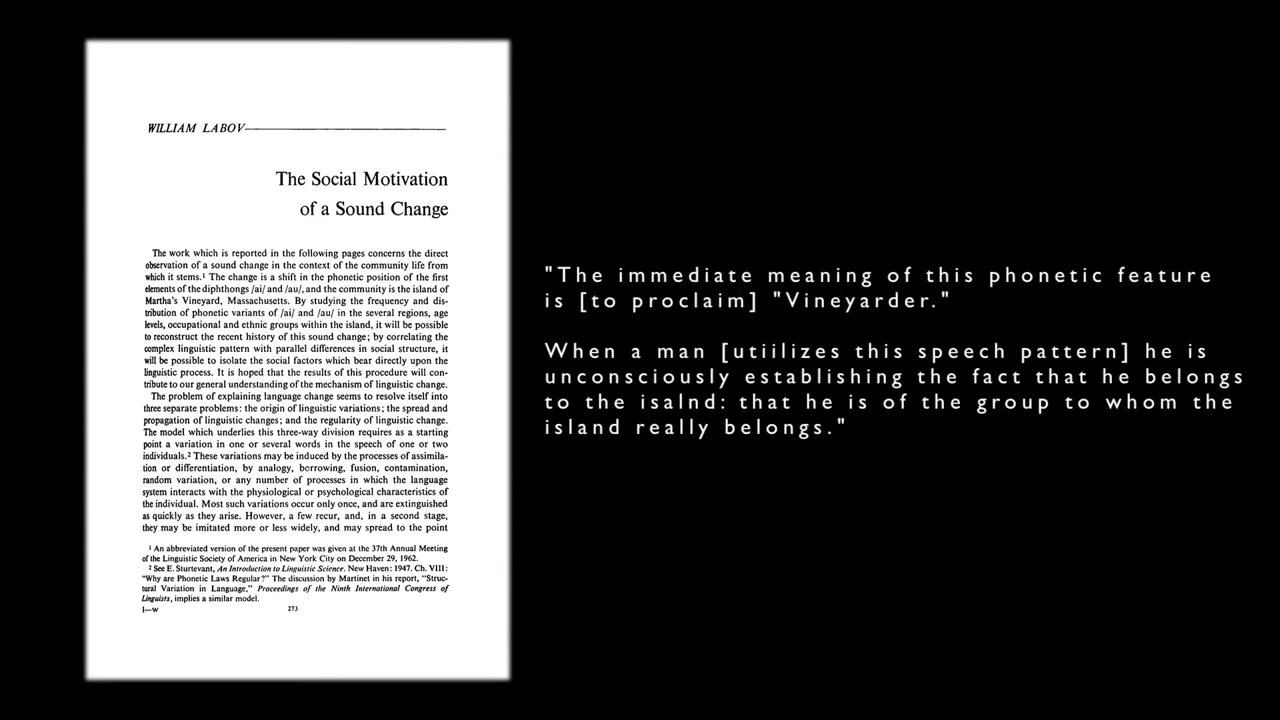 WILLIAM LABOV
The Social Motivation
of a Sound Change
The work which is reported in the following pages concerns the direct
observation of a sound change in the context of the community life from
which it stems.¹ The change is a shift in the phonetic position of the first
elements of the diphthongs /ai/ and /au/, and the community is the island of
Martha's Vineyard, Massachusetts. By studying the frequency and dis-
tribution of phonetic variants of /ai/ and /au/ in the several regions, age
levels, occupational and ethnic groups within the island, it will be possible
to reconstruct the recent history of this sound change; by correlating the
complex linguistic pattern with parallel differences in social structure, it
will be possible to isolate the social factors which bear directly upon the
linguistic process. It is hoped that the results of this procedure will con-
tribute to our general understanding of the mechanism of linguistic change.
The problem of explaining language change seems to resolve itself into
three separate problems: the origin of linguistic variations; the spread and
propagation of linguistic changes; and the regularity of linguistic change.
The model which underlies this three-way division requires as a starting
point a variation in one or several words in the speech of one or two
individuals.² These variations may be induced by the processes of assimila-
tion or differentiation, by analogy, borrowing, fusion, contamination,
random variation, or any number of processes in which the language
system interacts with the physiological or psychological characteristics of
the individual. Most such variations occur only once, and are extinguished
as quickly as they arise. However, a few recur, and, in a second stage,
they may be imitated more or less widely, and may spread to the point
¹ An abbreviated version of the present paper was given at the 37th Annual Meeting
of the Linguistic Society of America in New York City on December 29, 1962.
² See E. Sturtevant, An Introduction to Linguistic Science. New Haven: 1947. Ch. VIII:
"Why are Phonetic Laws Regular?" The discussion by Martinet in his report, "Struc-
tural Variation in Language," Proceedings of the Ninth International Congress of
Linguists, implies a similar model.
J—W 273
"The immediate meaning of this phonetic feature
is [to proclaim] "Vineyarder."
When a man [utiilizes this speech pattern] he is
unconsciously establishing the fact that he belongs
to the isalnd: that he is of the group to whom the
island really belongs."